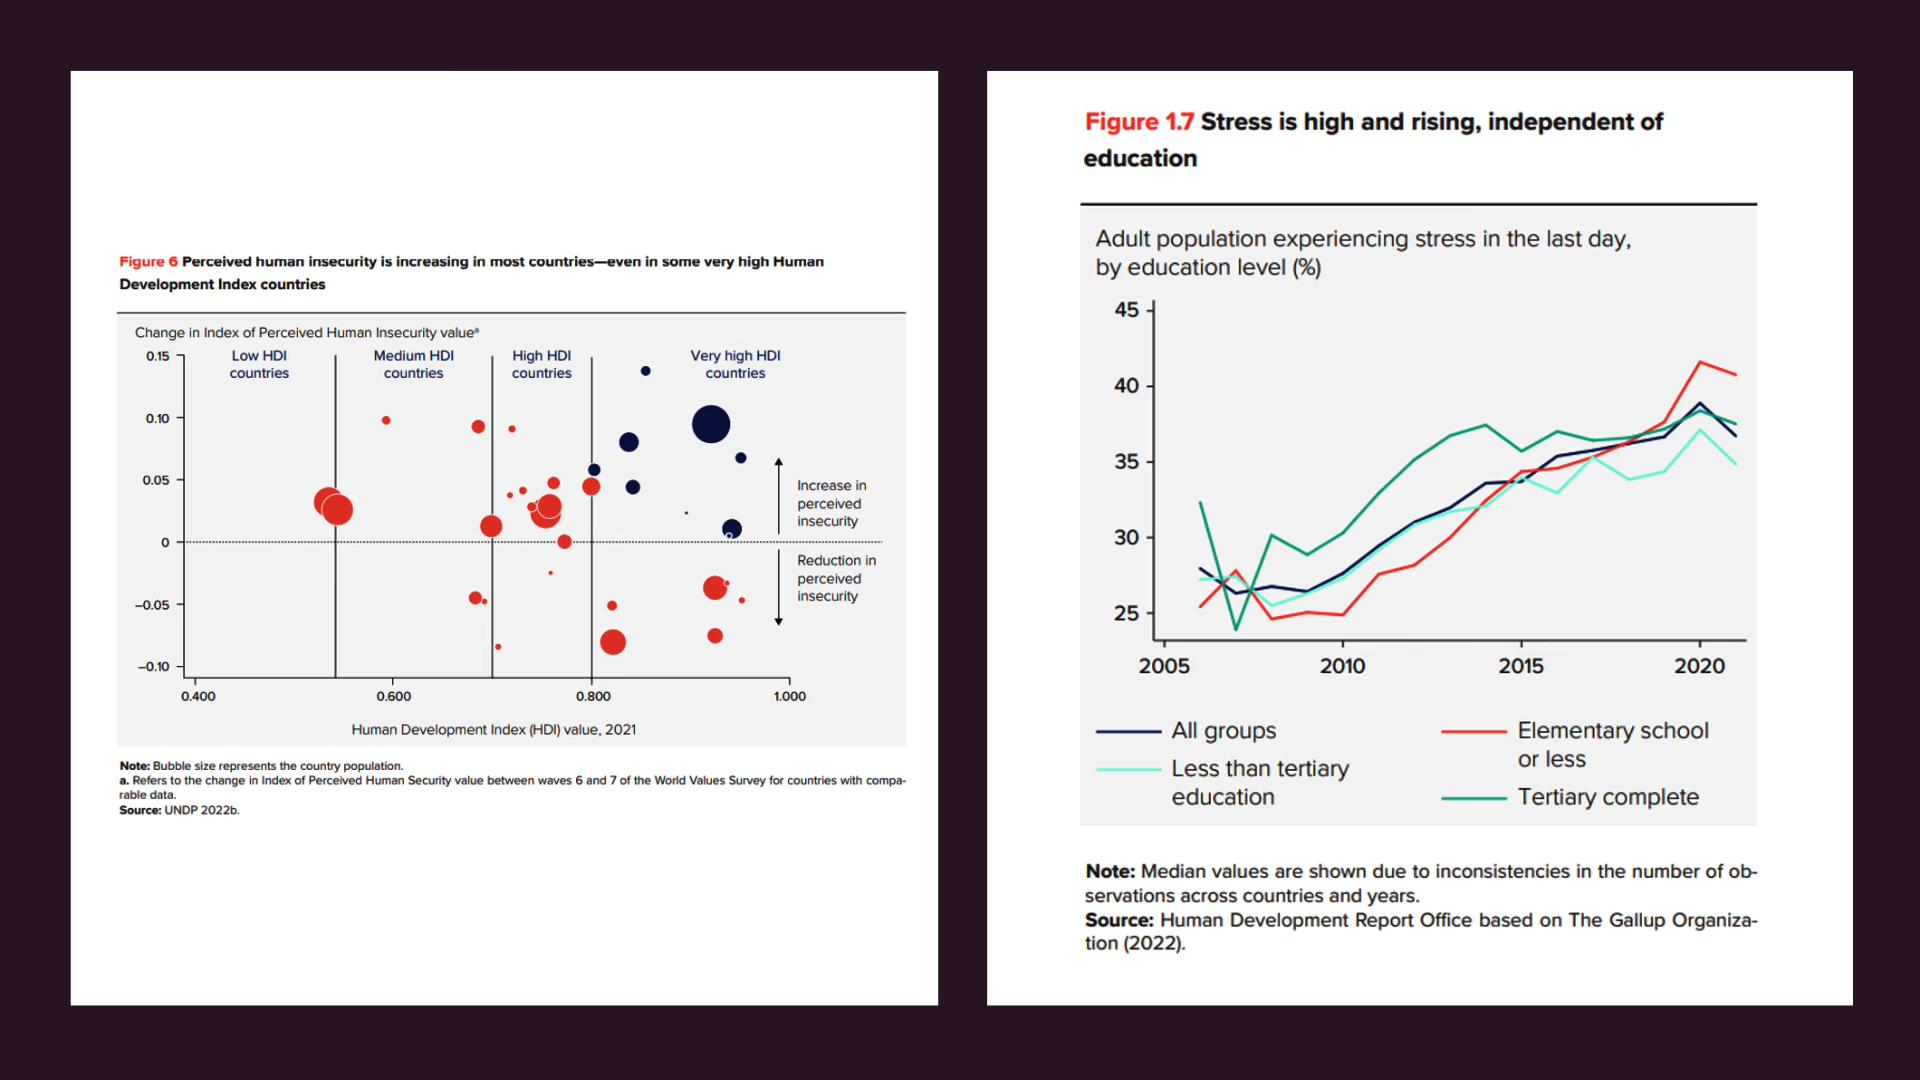 Figure 6 Perceived human insecurity is increasing in most countries—even in some very high Human
Development Index countries
Change in Index of Perceived Human Insecurity valueª
Low HDI
countries
Medium HDI
countries
High HDI
countries
Very high HDI
countries
0.15
0.10
0.05
0
–0.05
–0.10
Increase in
perceived
insecurity
Reduction in
perceived
insecurity
0.400
0.600
0.800
1.000
Human Development Index (HDI) value, 2021
Note: Bubble size represents the country population.
a. Refers to the change in Index of Perceived Human Security value between waves 6 and 7 of the World Values Survey for countries with compa-
rable data.
Source: UNDP 2022b.
Figure 1.7 Stress is high and rising, independent of
education
Adult population experiencing stress in the last day,
by education level (%)
45
40
35
30
25
2005
2010
2015
2020
All groups
Less than tertiary
education
Elementary school
or less
Tertiary complete
Note: Median values are shown due to inconsistencies in the number of ob-
servations across countries and years.
Source: Human Development Report Office based on The Gallup Organiza-
tion (2022).